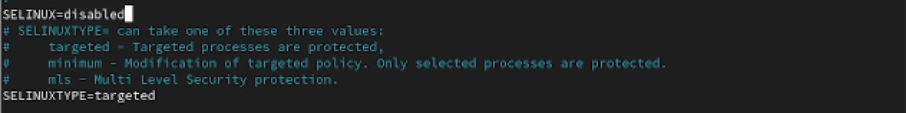 SELINUX=disabled
# SELINUXTYPE= can take one of these three values:
#     targeted - Targeted processes are protected,
#     minimum - Modification of targeted policy. Only selected processes are protected.
#     mls - Multi Level Security protection.
SELINUXTYPE=targeted